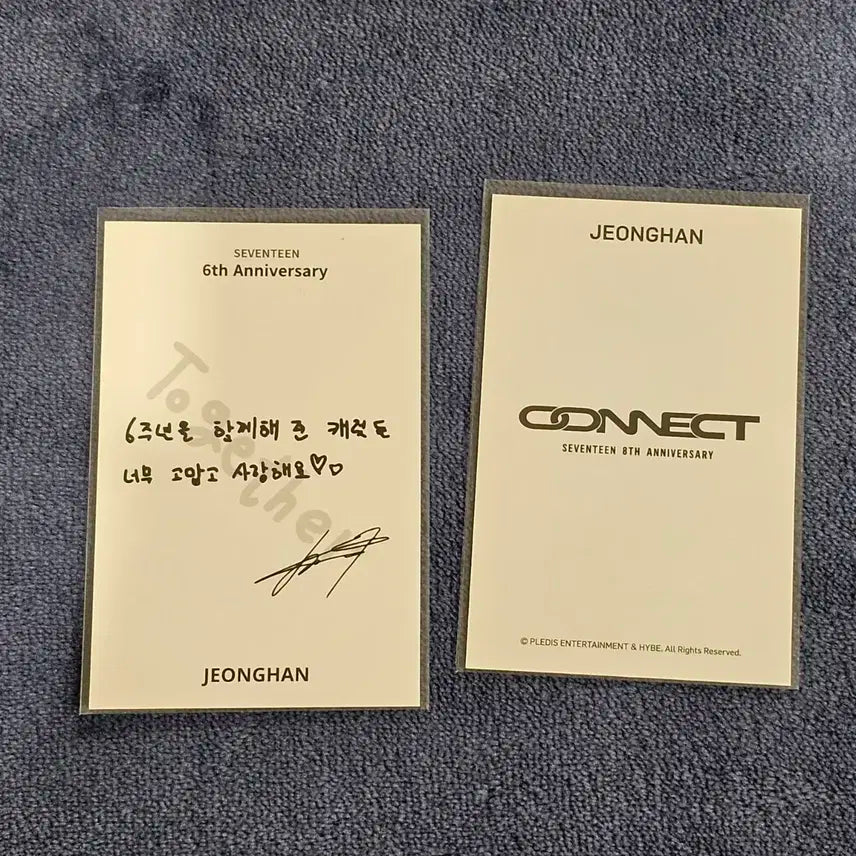 SEVENTEEN
6th Anniversary
Together
6주년을 함께해 준 캐럿들
너무 고맙고 사랑해요♡♡
JEONGHAN
JEONGHAN
CONNECT
SEVENTEEN 8TH ANNIVERSARY
© PLEDIS ENTERTAINMENT & HYBE. All Rights Reserved.